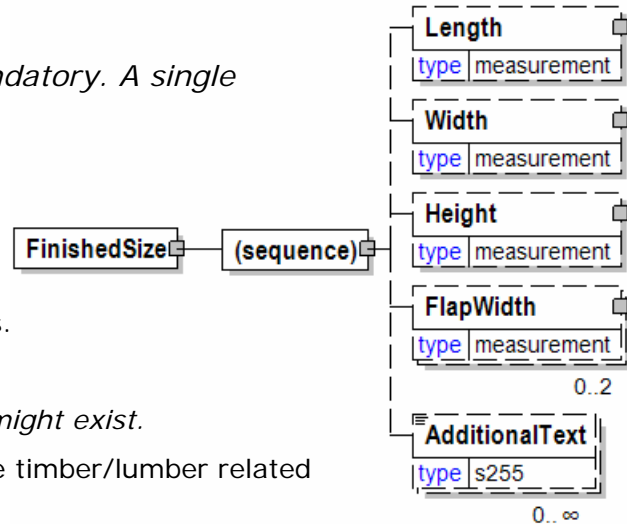 ndatory. A single
s.
might exist.
e timber/lumber related
FinishedSize
(sequence)
Length
type measurement
Width
type measurement
Height
type measurement
FlapWidth
type measurement
0..2
AdditionalText
type s255
0..∞